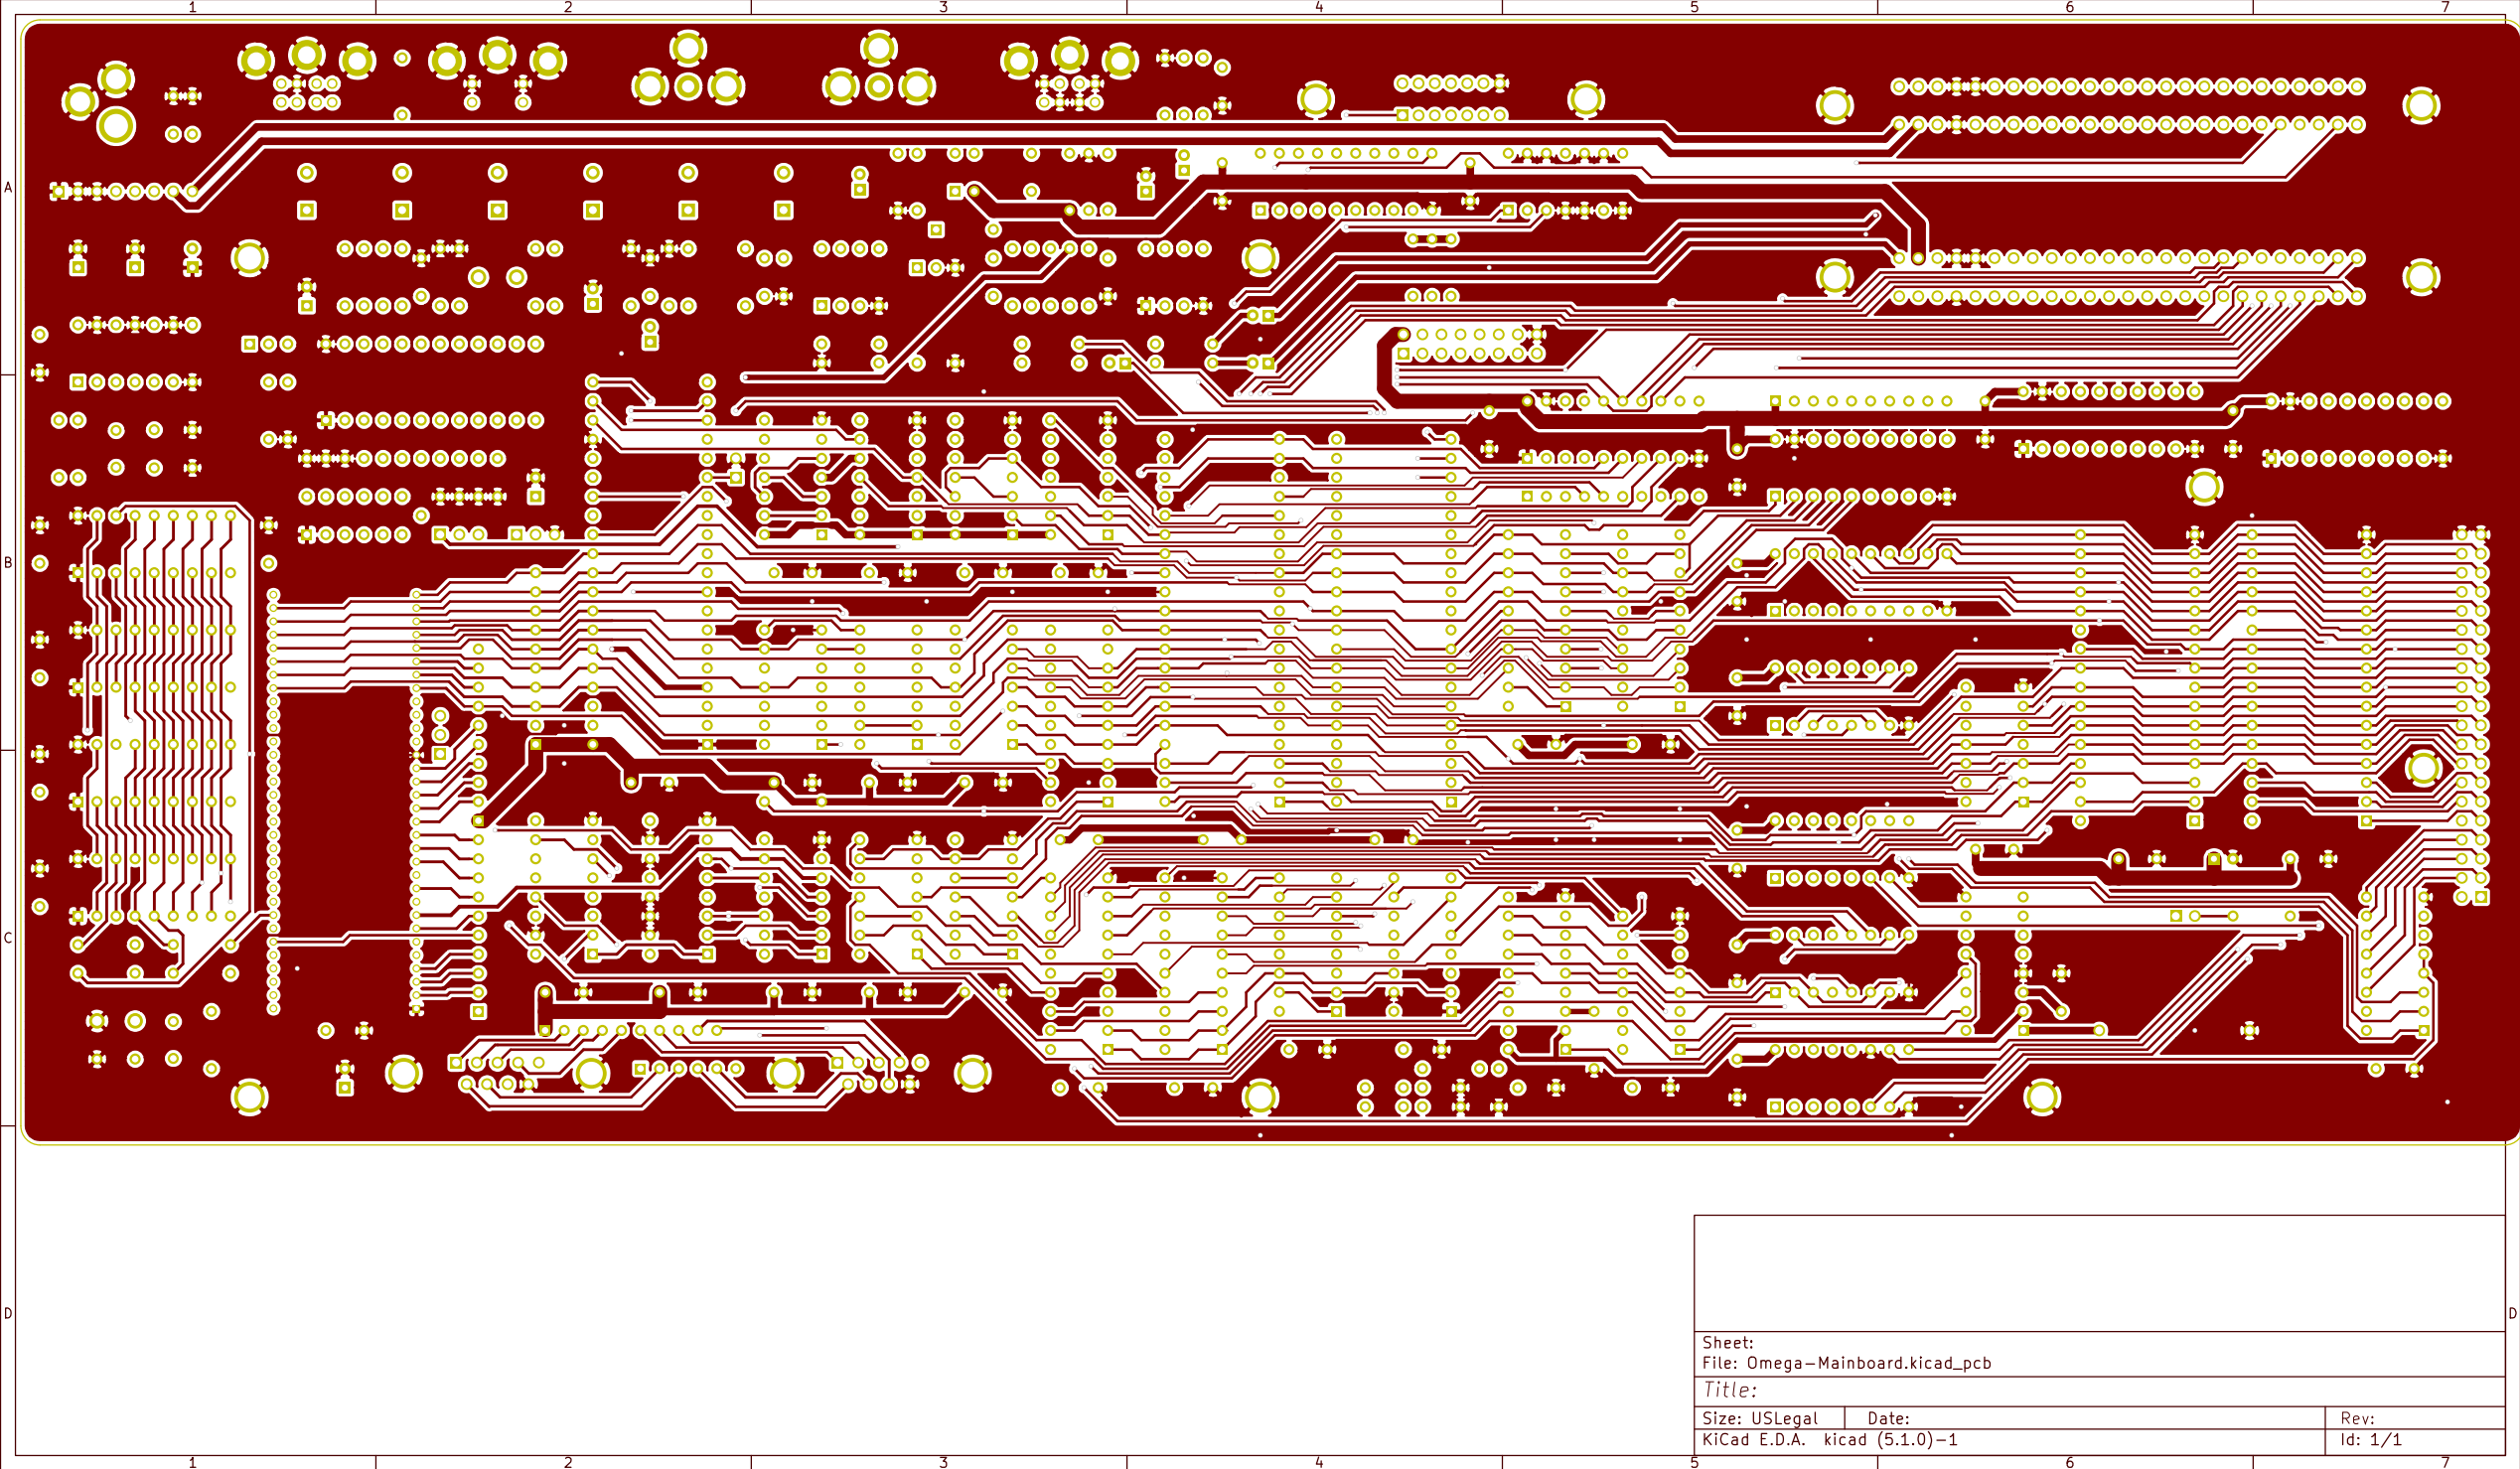 1 2 3 4 5 6 7
A
B
C
D D
Sheet:
File: Omega-Mainboard.kicad_pcb
Title:
Size: USLegal Date: Rev:
KiCad E.D.A. kicad (5.1.0)-1 Id: 1/1
1 2 3 4 5 6 7